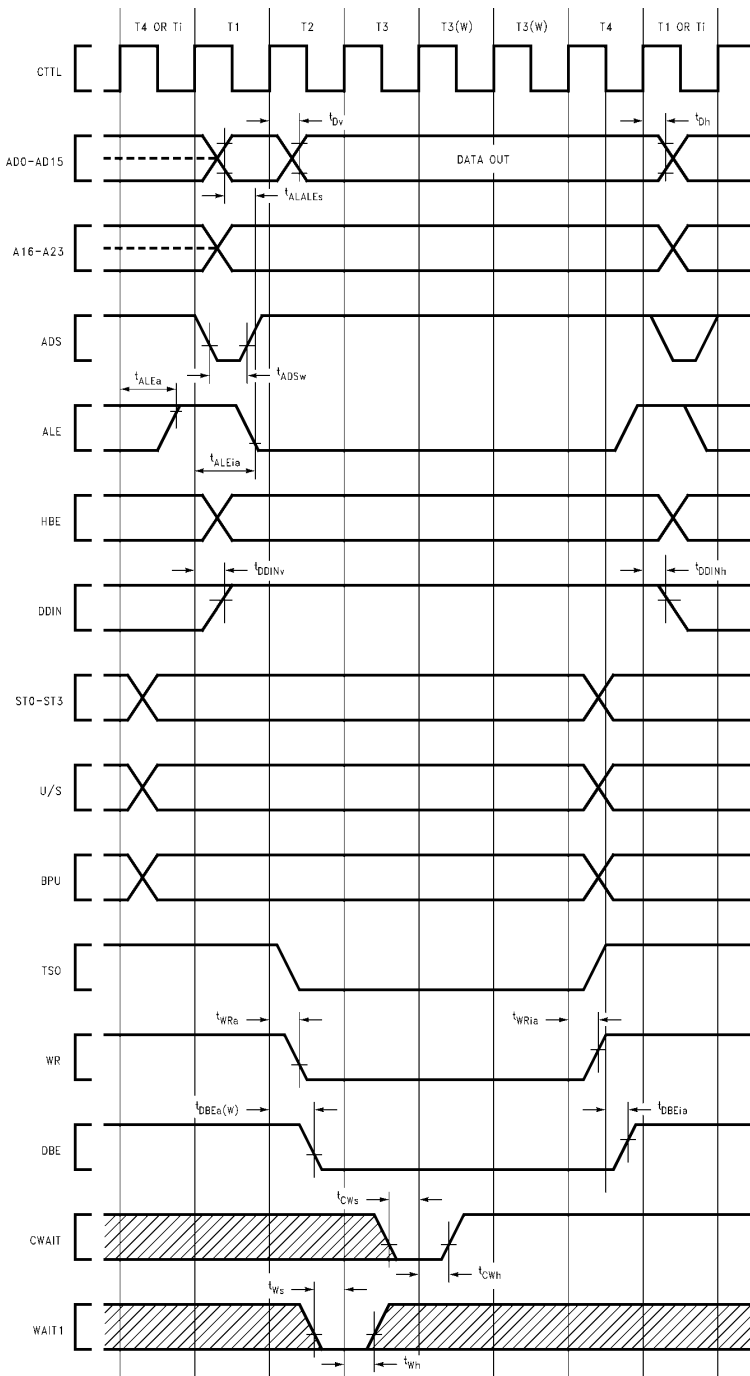 T4 OR Ti T1 T2 T3 T3(W) T3(W) T4 T1 OR Ti
CTTL
tDv tDh
AD0-AD15 DATA OUT
tALALEs
A16-A23
ADS
tALEa tADSw
ALE
tALEia
HBE
tDDINv tDDINh
DDIN
ST0-ST3
U/S
BPU
TSO
tWRa tWRia
WR
tDBEa(W) tDBEia
DBE
tCWs
CWAIT
tCWh
tWs
WAIT1
tWh